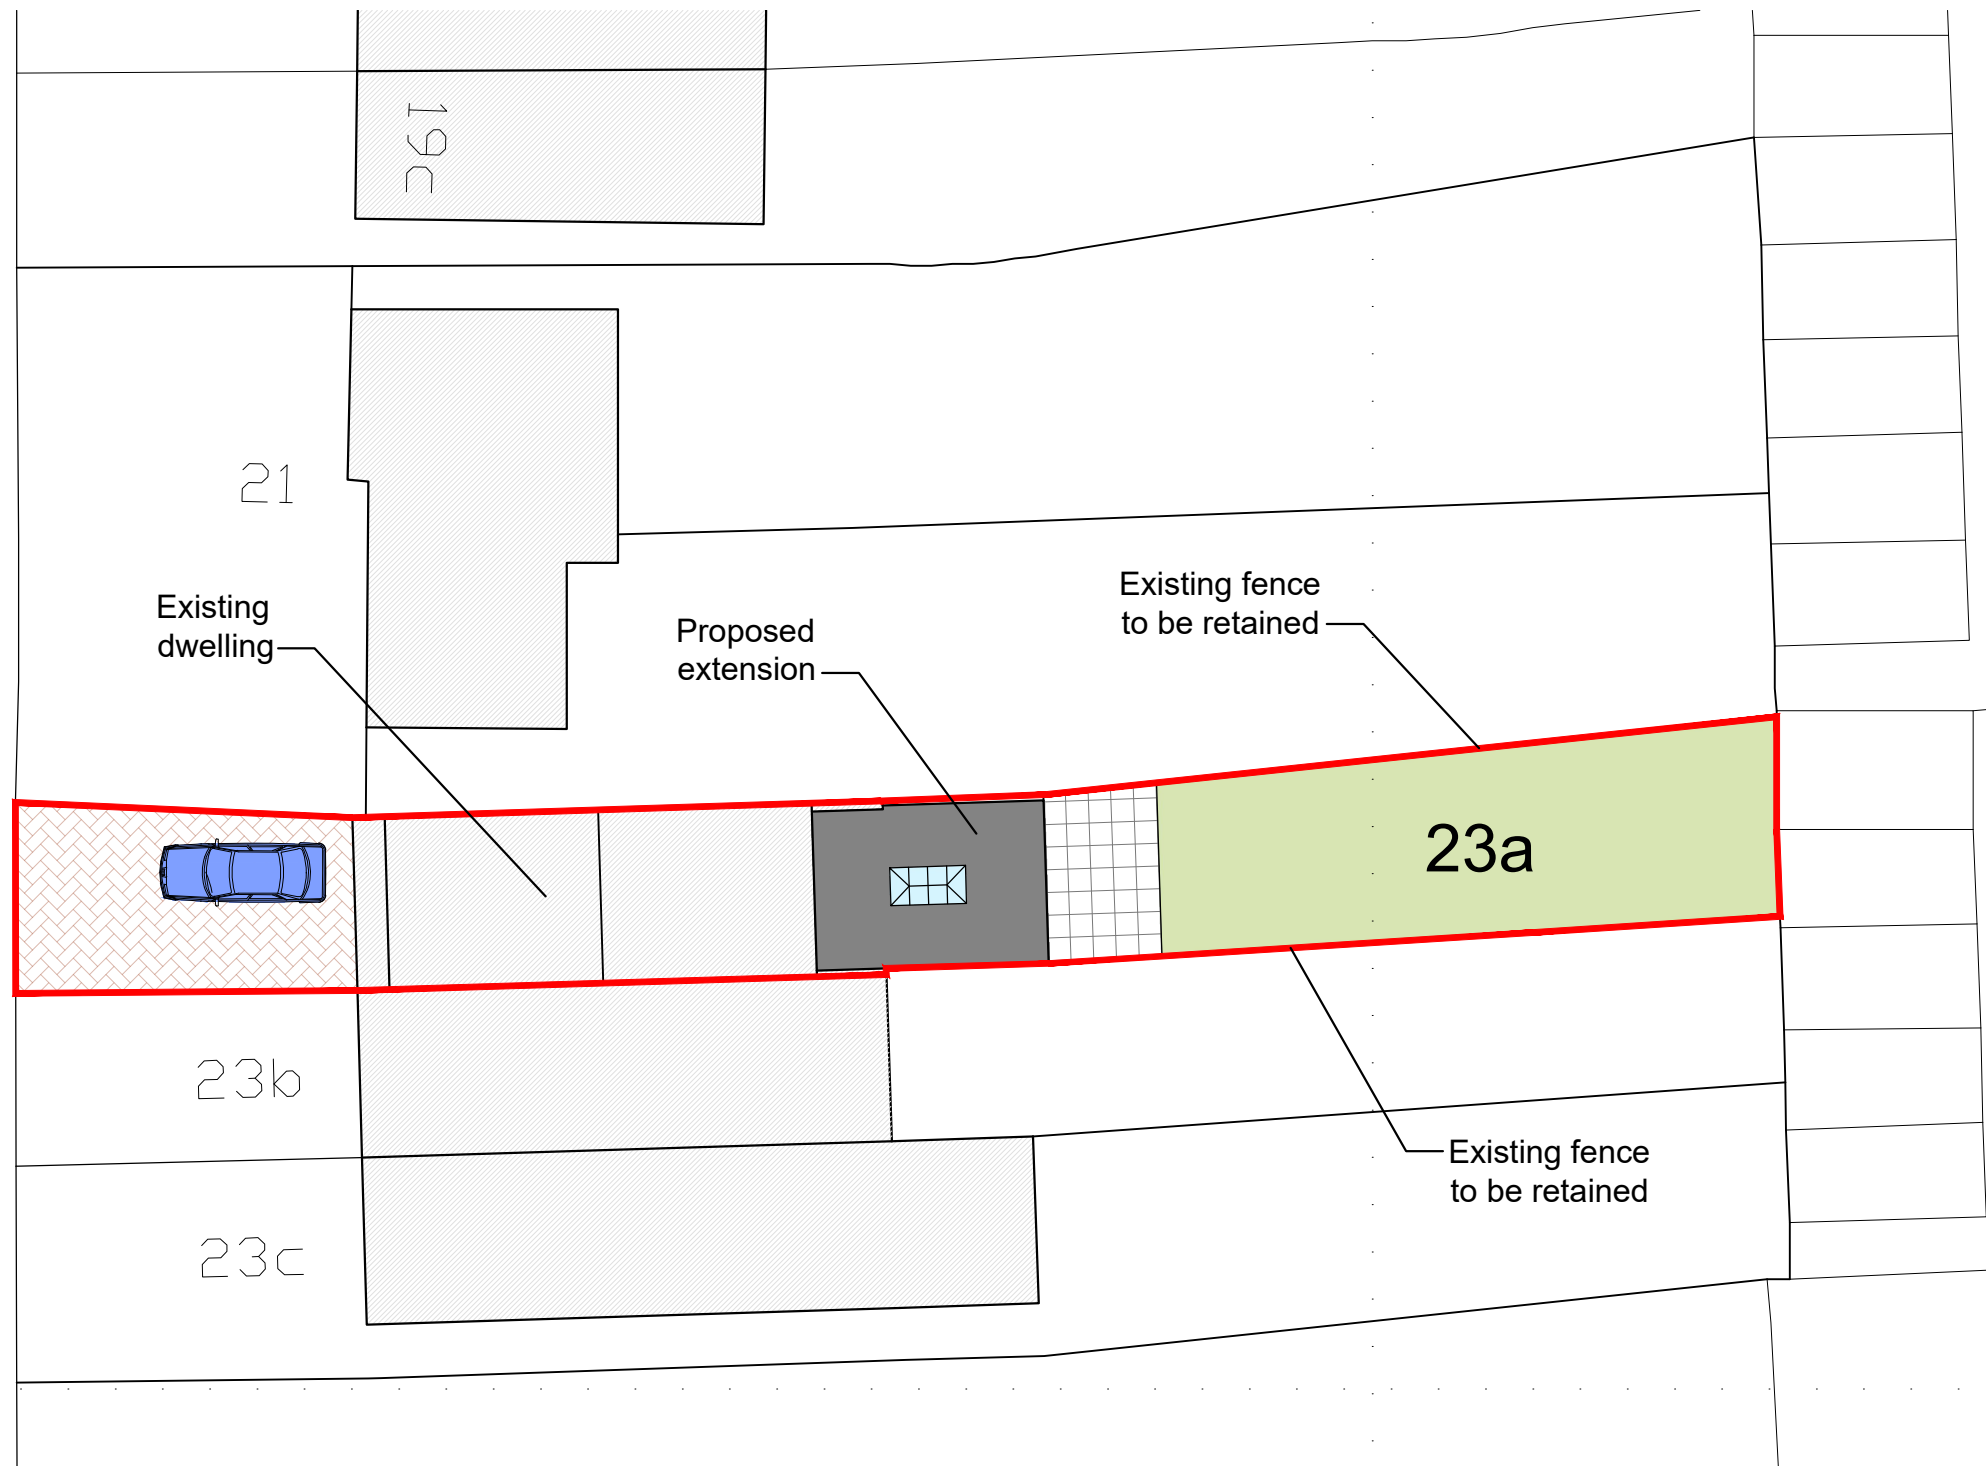 19c
21
Existing
dwelling
Proposed
extension
Existing fence
to be retained
23a
23b
Existing fence
to be retained
23c